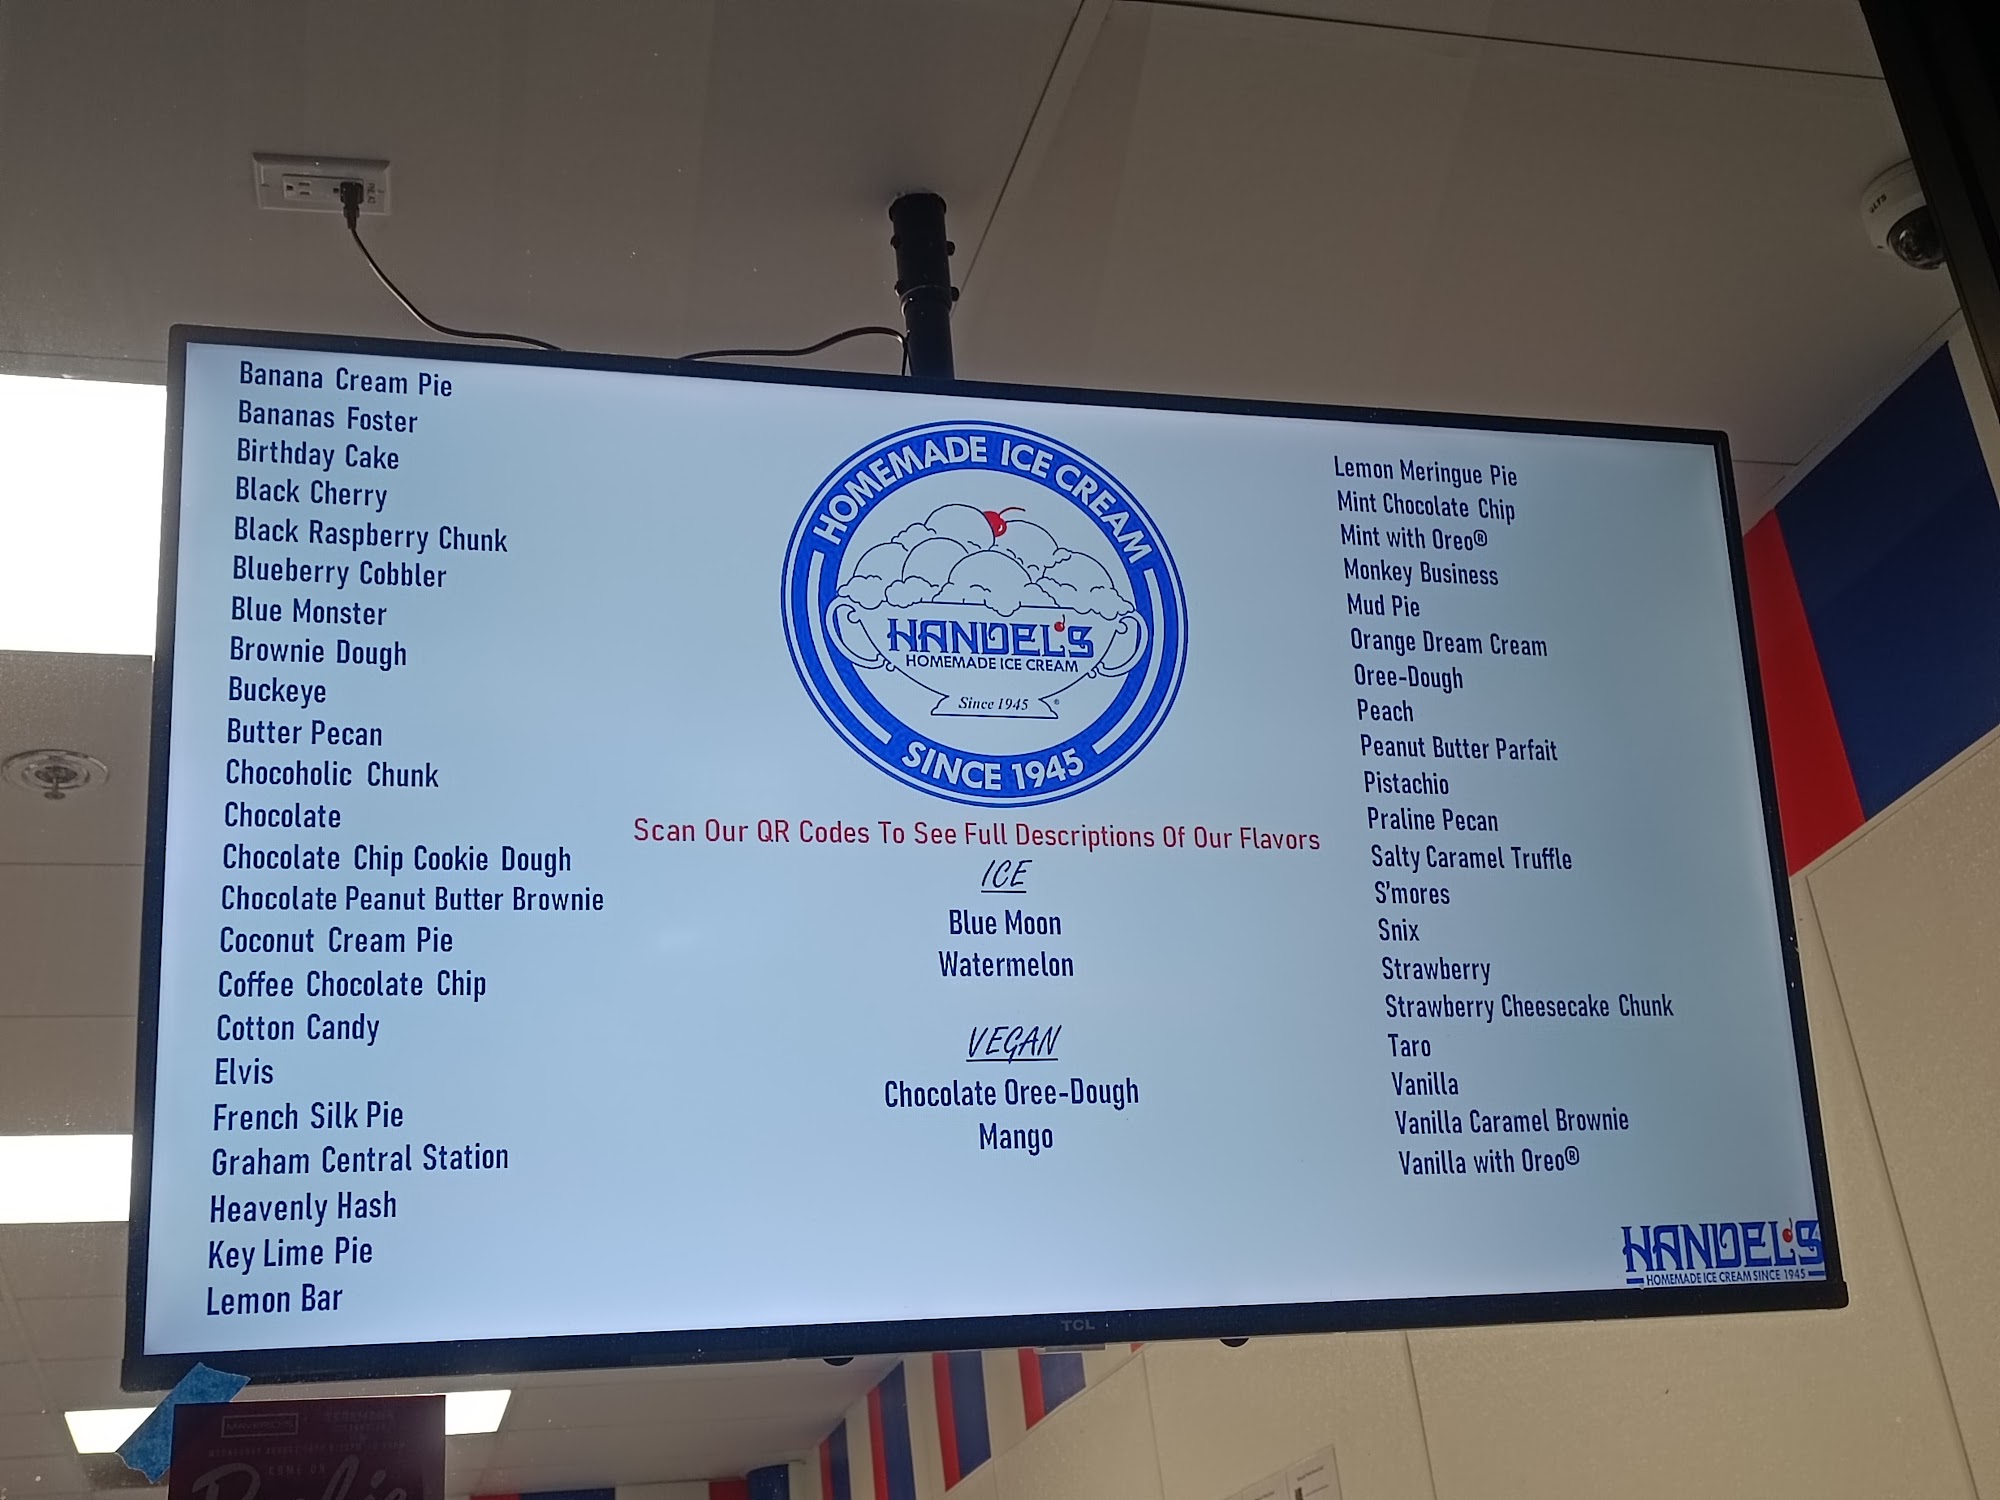 Banana Cream Pie
Bananas Foster
Birthday Cake
Black Cherry
Black Raspberry Chunk
Blueberry Cobbler
Blue Monster
Brownie Dough
Buckeye
Butter Pecan
Chocoholic Chunk
Chocolate
Chocolate Chip Cookie Dough
Chocolate Peanut Butter Brownie
Coconut Cream Pie
Coffee Chocolate Chip
Cotton Candy
Elvis
French Silk Pie
Graham Central Station
Heavenly Hash
Key Lime Pie
Lemon Bar
HOMEMADE ICE CREAM
HANDEL'S
HOMEMADE ICE CREAM
Since 1945
SINCE 1945
Scan Our QR Codes To See Full Descriptions Of Our Flavors
ICE
Blue Moon
Watermelon
VEGAN
Chocolate Oree-Dough
Mango
Lemon Meringue Pie
Mint Chocolate Chip
Mint with Oreo®
Monkey Business
Mud Pie
Orange Dream Cream
Oree-Dough
Peach
Peanut Butter Parfait
Pistachio
Praline Pecan
Salty Caramel Truffle
S'mores
Snix
Strawberry
Strawberry Cheesecake Chunk
Taro
Vanilla
Vanilla Caramel Brownie
Vanilla with Oreo®
HANDEL'S
HOMEMADE ICE CREAM SINCE 1945
TCL
MAVERICKS
COME ON